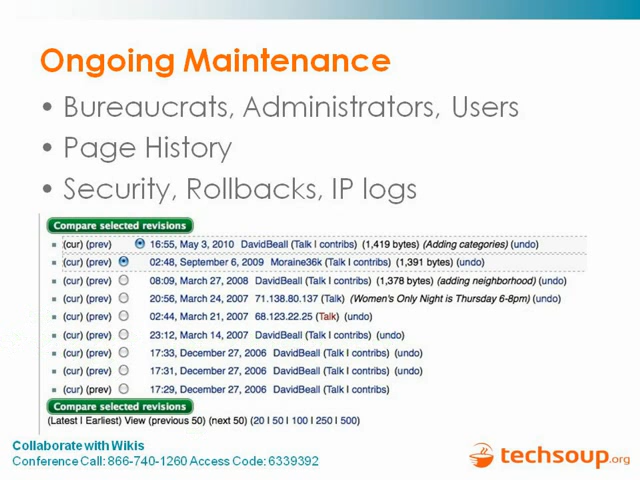 Ongoing Maintenance
• Bureaucrats, Administrators, Users
• Page History
• Security, Rollbacks, IP logs
Compare selected revisions
(cur) (prev) 16:55, May 3, 2010 DavidBeall (Talk | contribs) (1,419 bytes) (Adding categories) (undo)
(cur) (prev) 02:48, September 6, 2009 Moraine36k (Talk | contribs) (1,391 bytes) (undo)
(cur) (prev) 08:09, March 27, 2008 DavidBeall (Talk | contribs) (1,378 bytes) (adding neighborhood) (undo)
(cur) (prev) 20:56, March 24, 2007 71.138.80.137 (Talk) (Women's Only Night is Thursday 6-8pm) (undo)
(cur) (prev) 02:44, March 21, 2007 68.123.22.25 (Talk) (undo)
(cur) (prev) 23:12, March 14, 2007 DavidBeall (Talk | contribs) (undo)
(cur) (prev) 17:33, December 27, 2006 DavidBeall (Talk | contribs) (undo)
(cur) (prev) 17:31, December 27, 2006 DavidBeall (Talk | contribs) (undo)
(cur) (prev) 17:29, December 27, 2006 DavidBeall (Talk | contribs)
Compare selected revisions
(Latest | Earliest) View (previous 50) (next 50) (20 | 50 | 100 | 250 | 500)
Collaborate with Wikis
Conference Call: 866-740-1260 Access Code: 6339392
techsoup.org